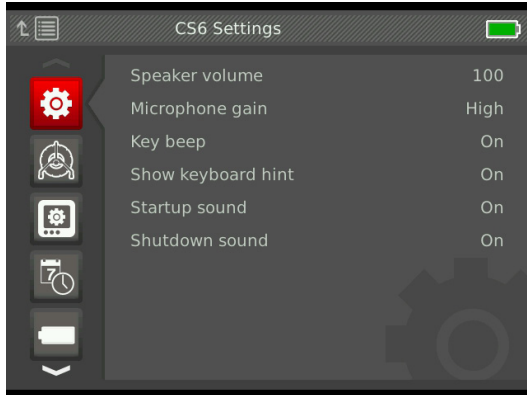 CS6 Settings
Speaker volume 100
Microphone gain High
Key beep On
Show keyboard hint On
Startup sound On
Shutdown sound On
7